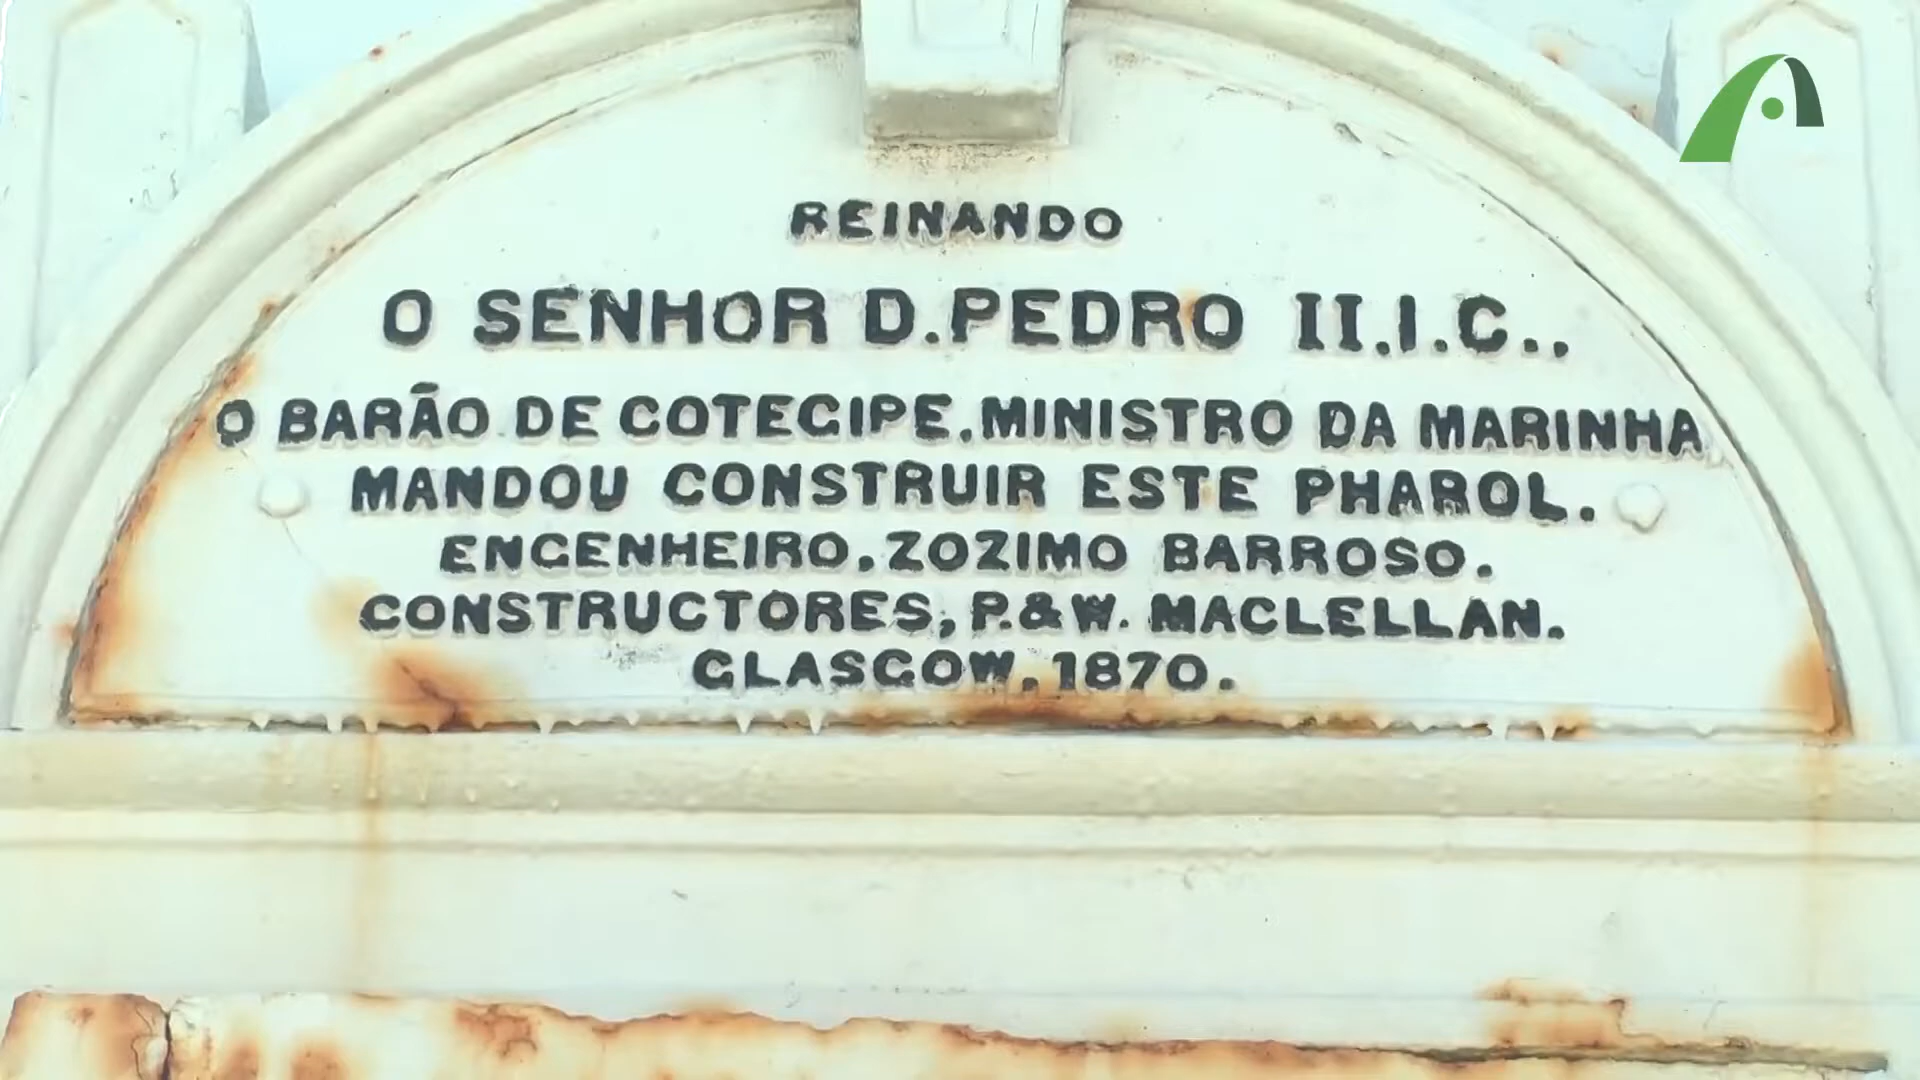 REINANDO
O SENHOR D.PEDRO II.I.C..
O BARÃO DE COTEGIPE.MINISTRO DA MARINHA
MANDOU CONSTRUIR ESTE PHAROL.
ENGENHEIRO.ZOZIMO BARROSO.
CONSTRUCTORES, P.&W. MACLELLAN.
GLASGOW.1870.